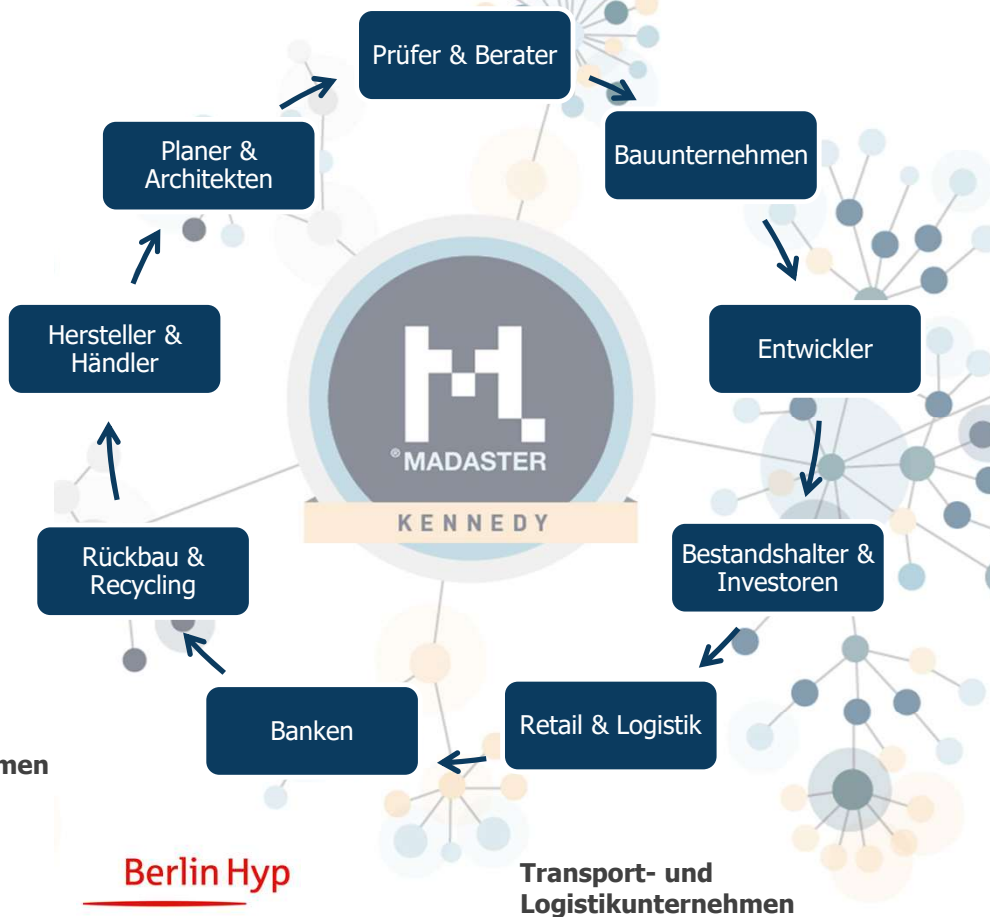 Prüfer & Berater
Bauunternehmen
Entwickler
Bestandshalter &
Investoren
Retail & Logistik
Banken
Rückbau &
Recycling
Hersteller &
Händler
Planer &
Architekten
®MADASTER
KENNEDY
men
Berlin Hyp
Transport- und
Logistikunternehmen